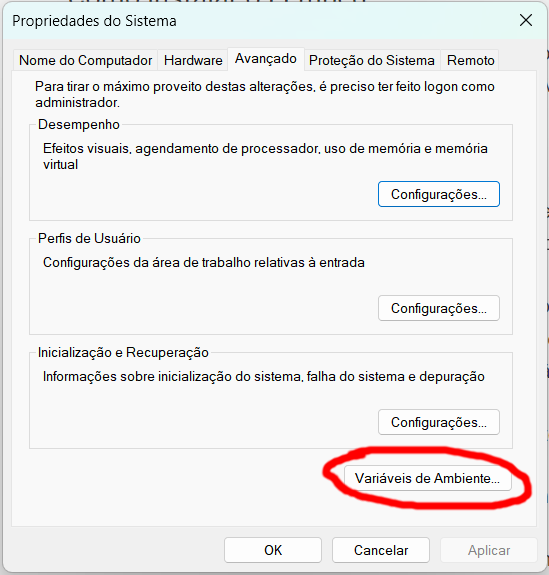 Propriedades do Sistema
Nome do Computador Hardware Avançado Proteção do Sistema Remoto
Para tirar o máximo proveito destas alterações, é preciso ter feito logon como
administrador.
Desempenho
Efeitos visuais, agendamento de processador, uso de memória e memória
virtual
Configurações...
Perfis de Usuário
Configurações da área de trabalho relativas à entrada
Configurações...
Inicialização e Recuperação
Informações sobre inicialização do sistema, falha do sistema e depuração
Configurações...
Variáveis de Ambiente...
OK Cancelar Aplicar